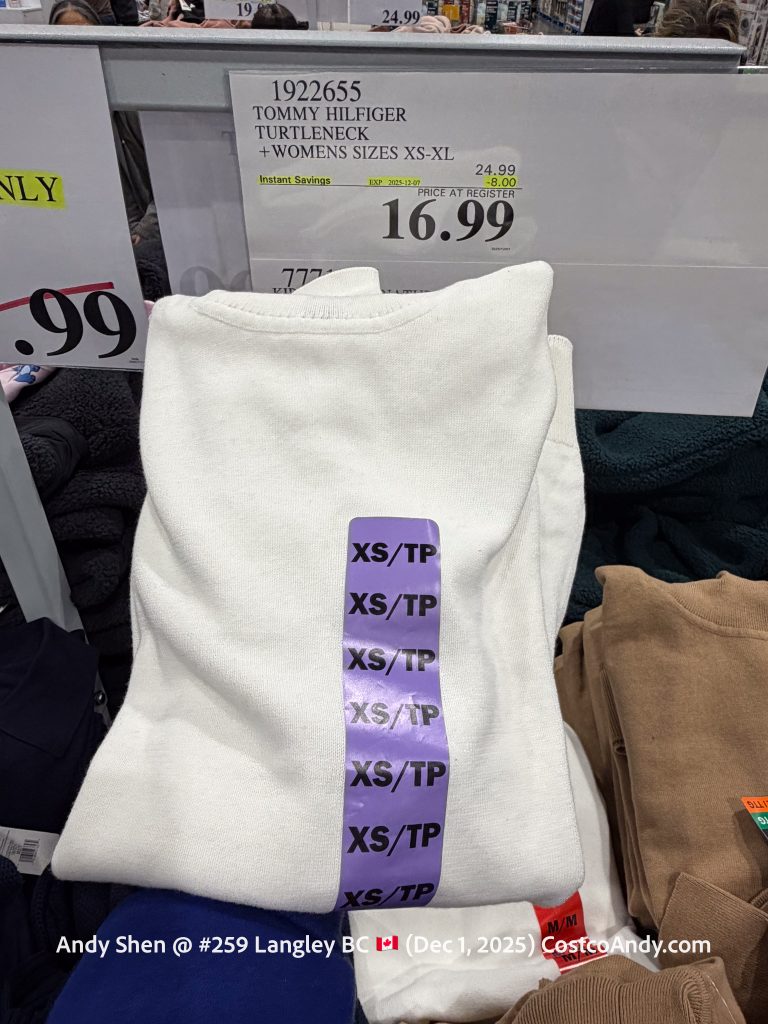 19
24.99
1922655
TOMMY HILFIGER
TURTLENECK
+WOMENS SIZES XS-XL
24.99
Instant Savings EXP 2025-12-07 -8.00
PRICE AT REGISTER
16.99
NLY
.99
XS/TP
XS/TP
XS/TP
XS/TP
XS/TP
XS/TP
XS/TP
M/M
Andy Shen @ #259 Langley BC 🇨🇦 (Dec 1, 2025) CostcoAndy.com